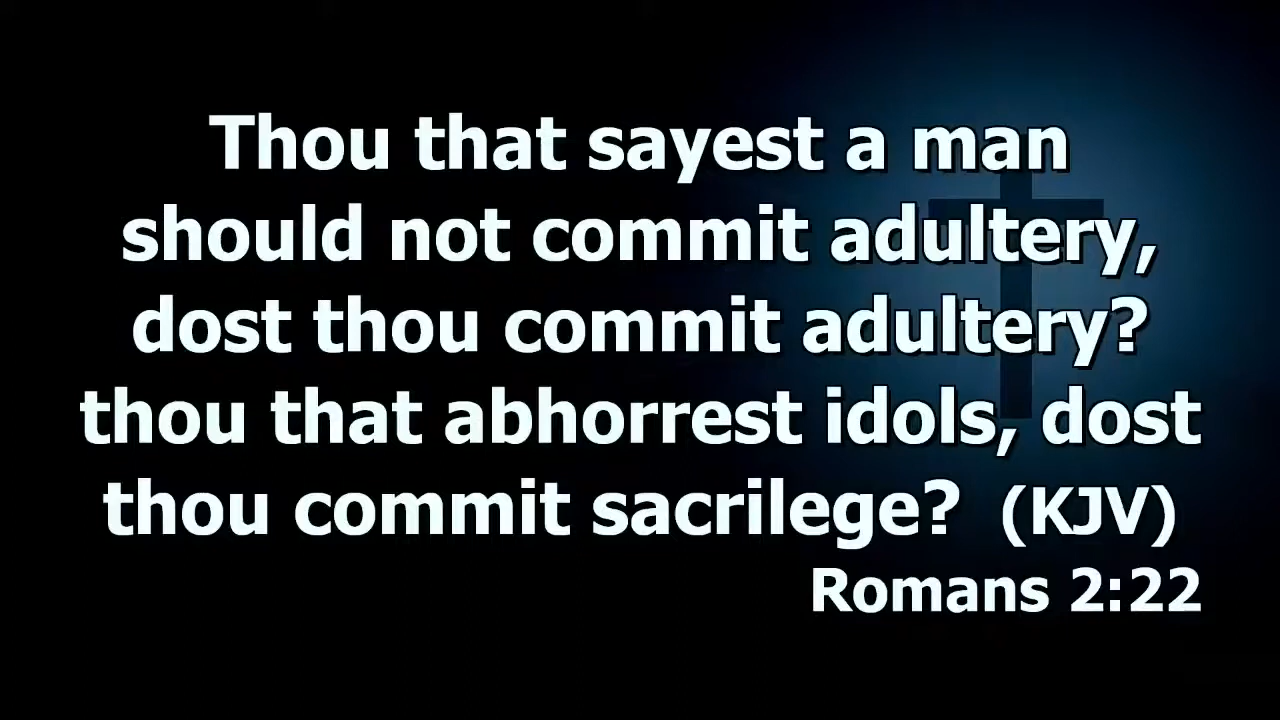 Thou that sayest a man
should not commit adultery,
dost thou commit adultery?
thou that abhorrest idols, dost
thou commit sacrilege? (KJV)
Romans 2:22